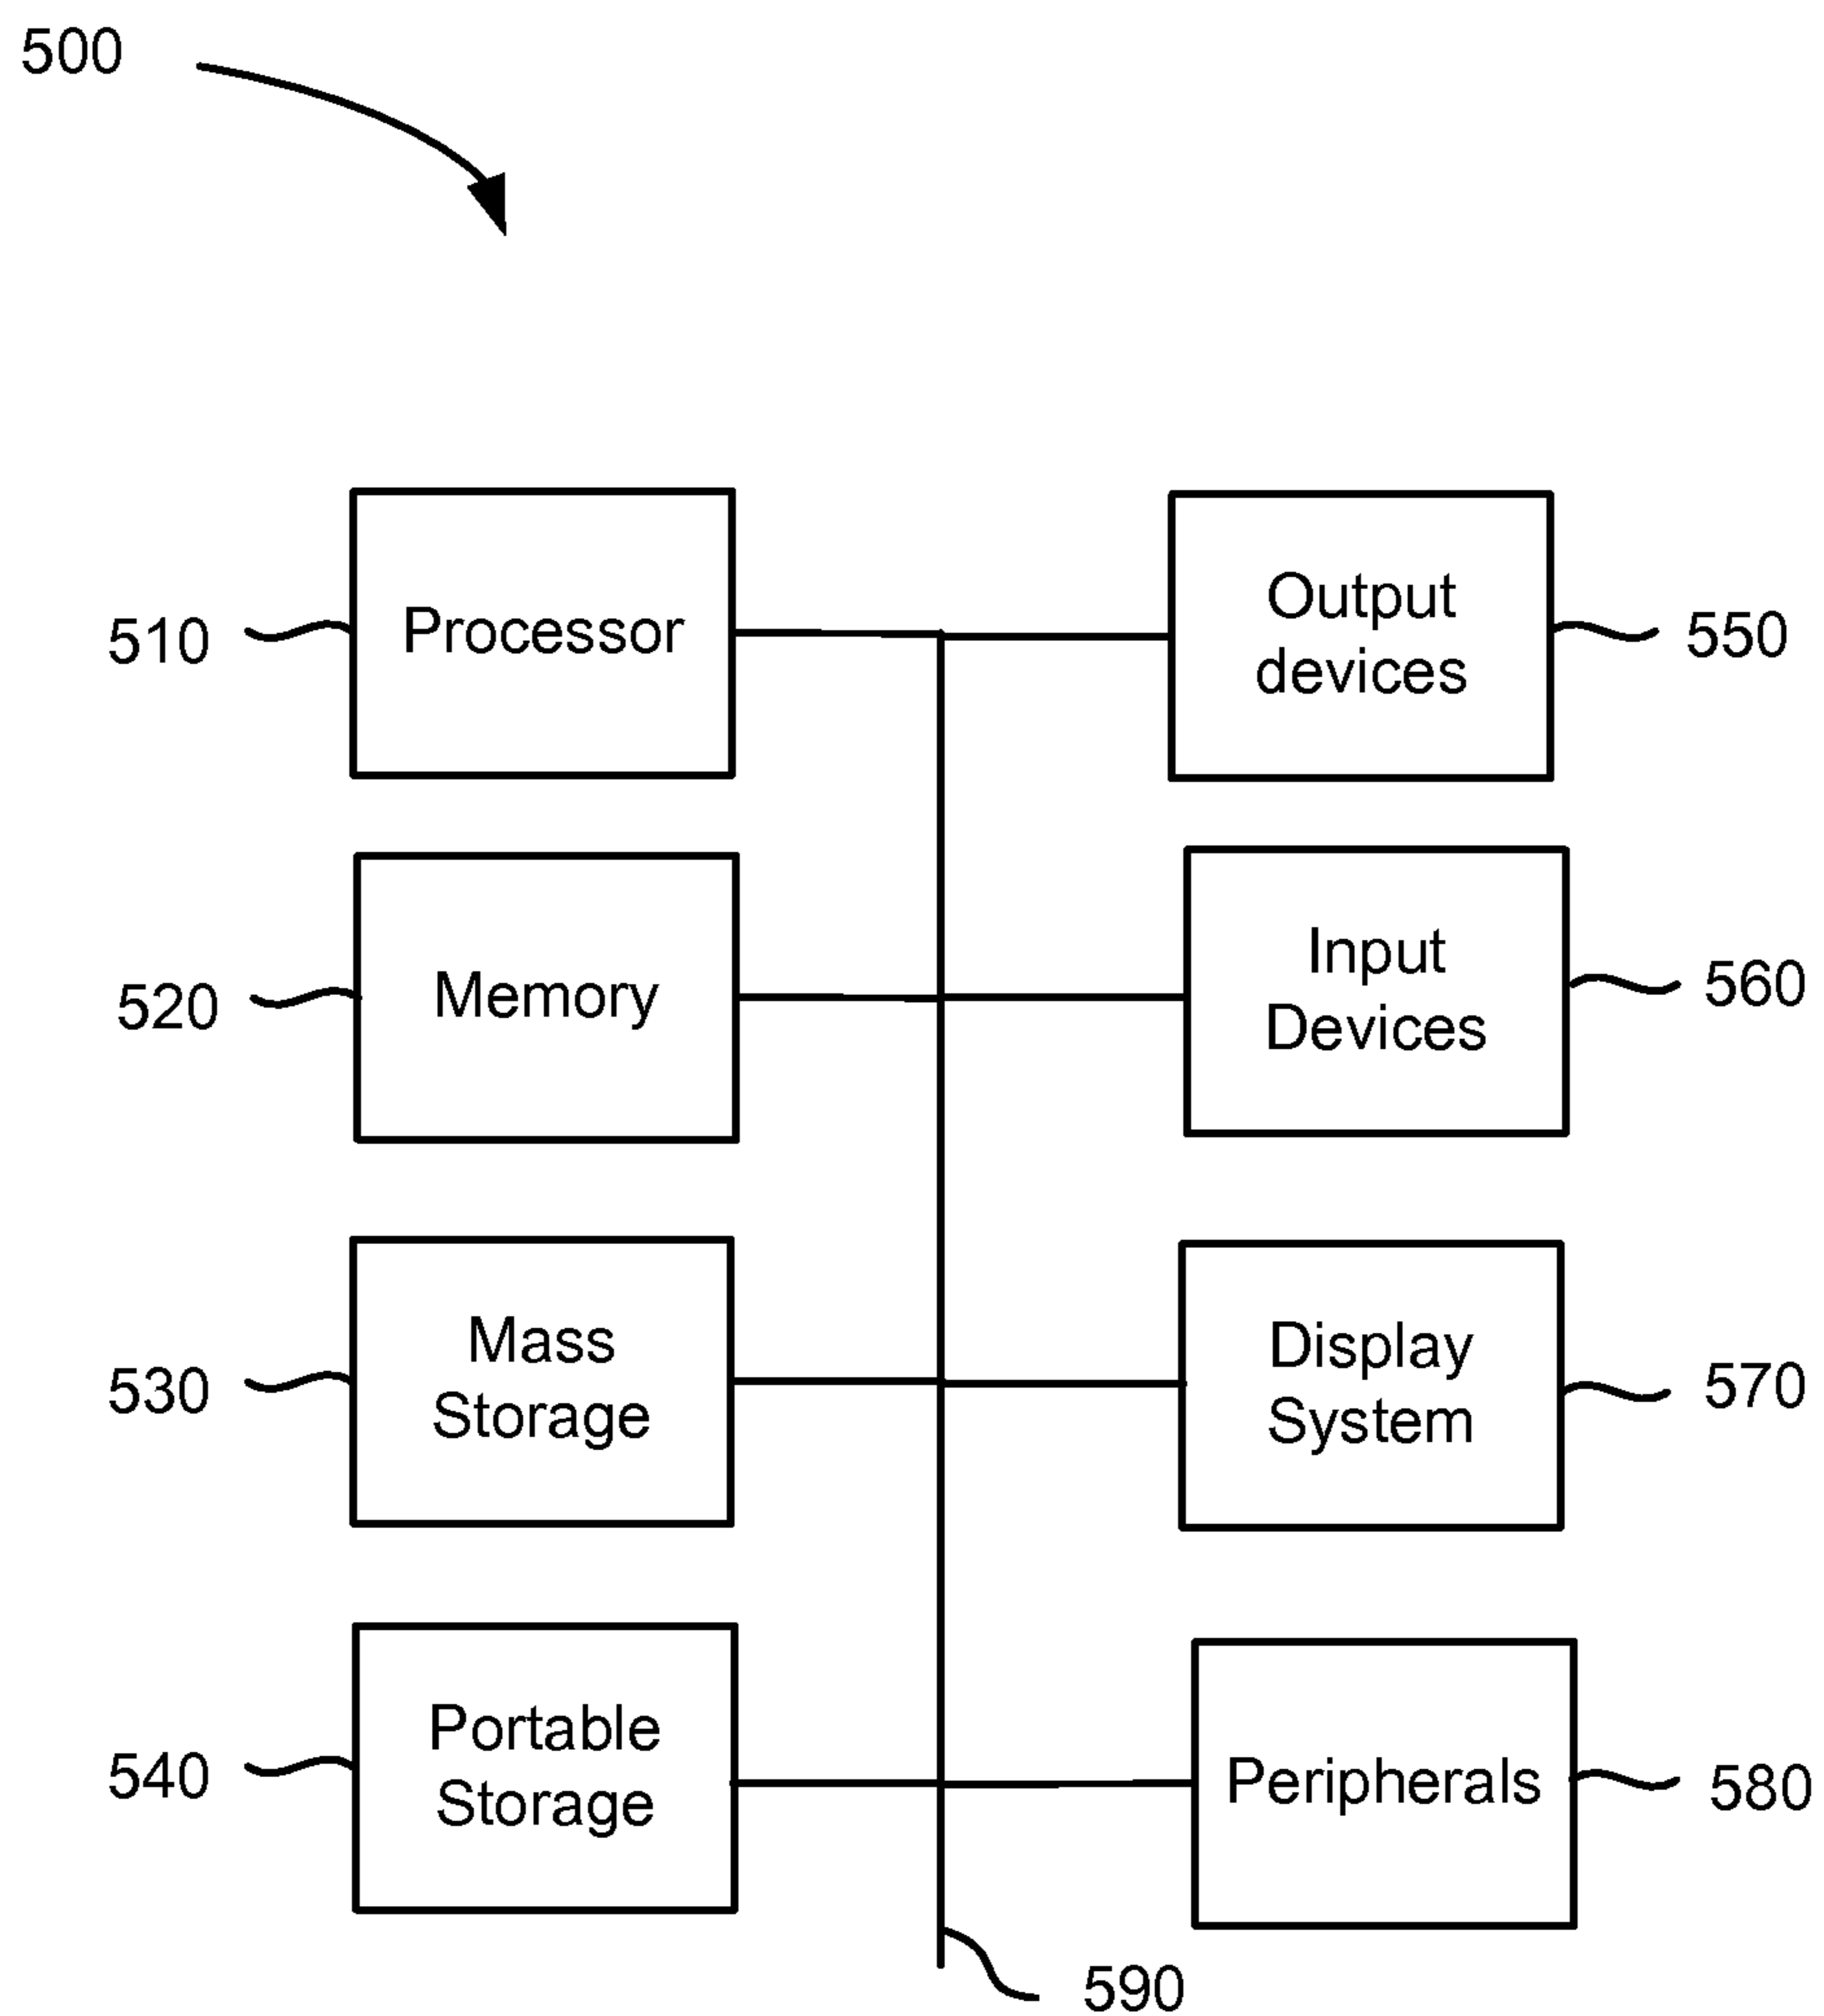 500
510
Processor
Output
devices
550
520
Memory
Input
Devices
560
530
Mass
Storage
Display
System
570
540
Portable
Storage
Peripherals
580
590